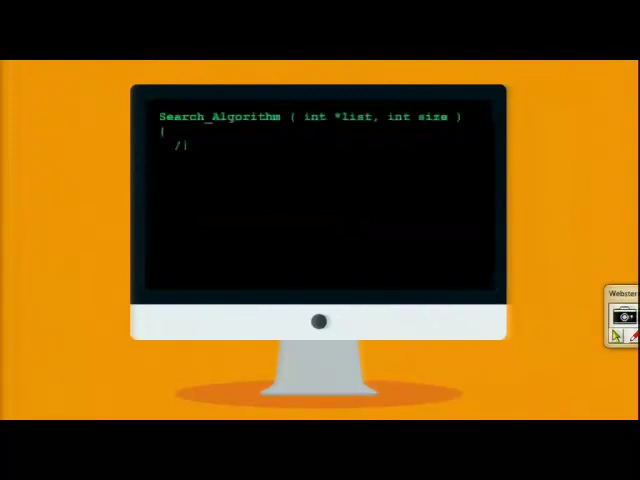 Search_Algorithm ( int *list, int size )
{
/
Webster